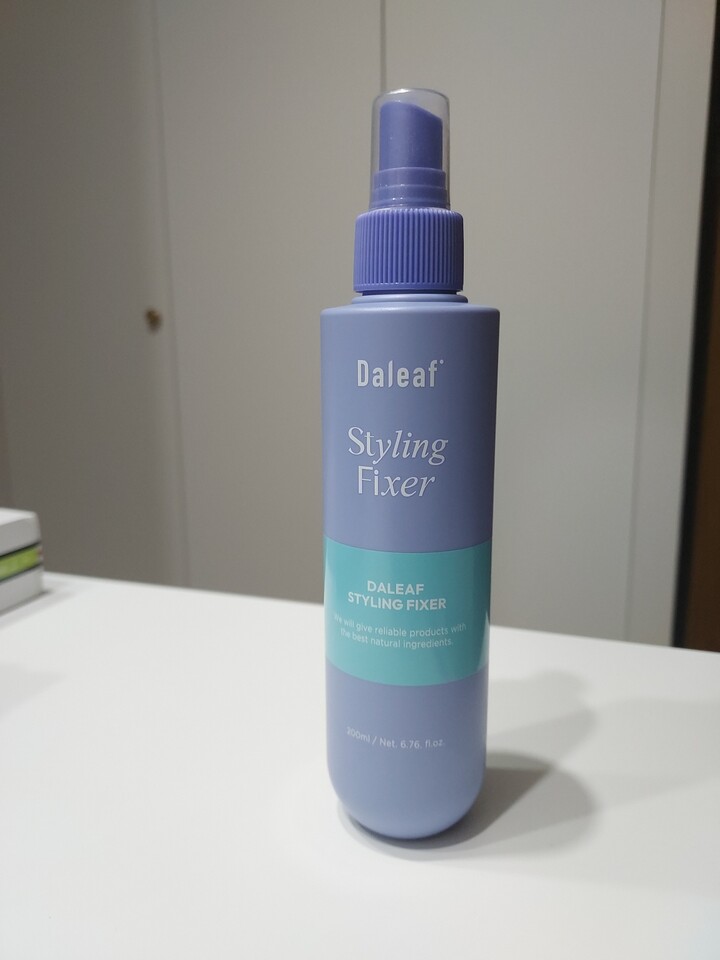 Daleaf
Styling
Fixer
DALEAF
STYLING FIXER
We will give reliable products with
the best natural ingredients.
200ml / Net. 6.76. fl.oz